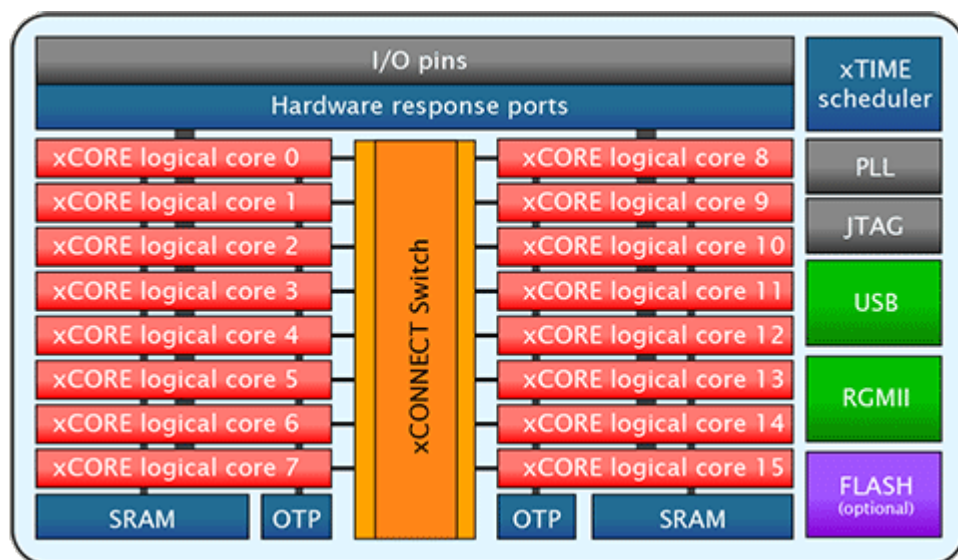 I/O pins
Hardware response ports
xTIME
scheduler
xCORE logical core 0
xCORE logical core 1
xCORE logical core 2
xCORE logical core 3
xCORE logical core 4
xCORE logical core 5
xCORE logical core 6
xCORE logical core 7
SRAM
OTP
xCONNECT Switch
xCORE logical core 8
xCORE logical core 9
xCORE logical core 10
xCORE logical core 11
xCORE logical core 12
xCORE logical core 13
xCORE logical core 14
xCORE logical core 15
OTP
SRAM
PLL
JTAG
USB
RGMII
FLASH
(optional)